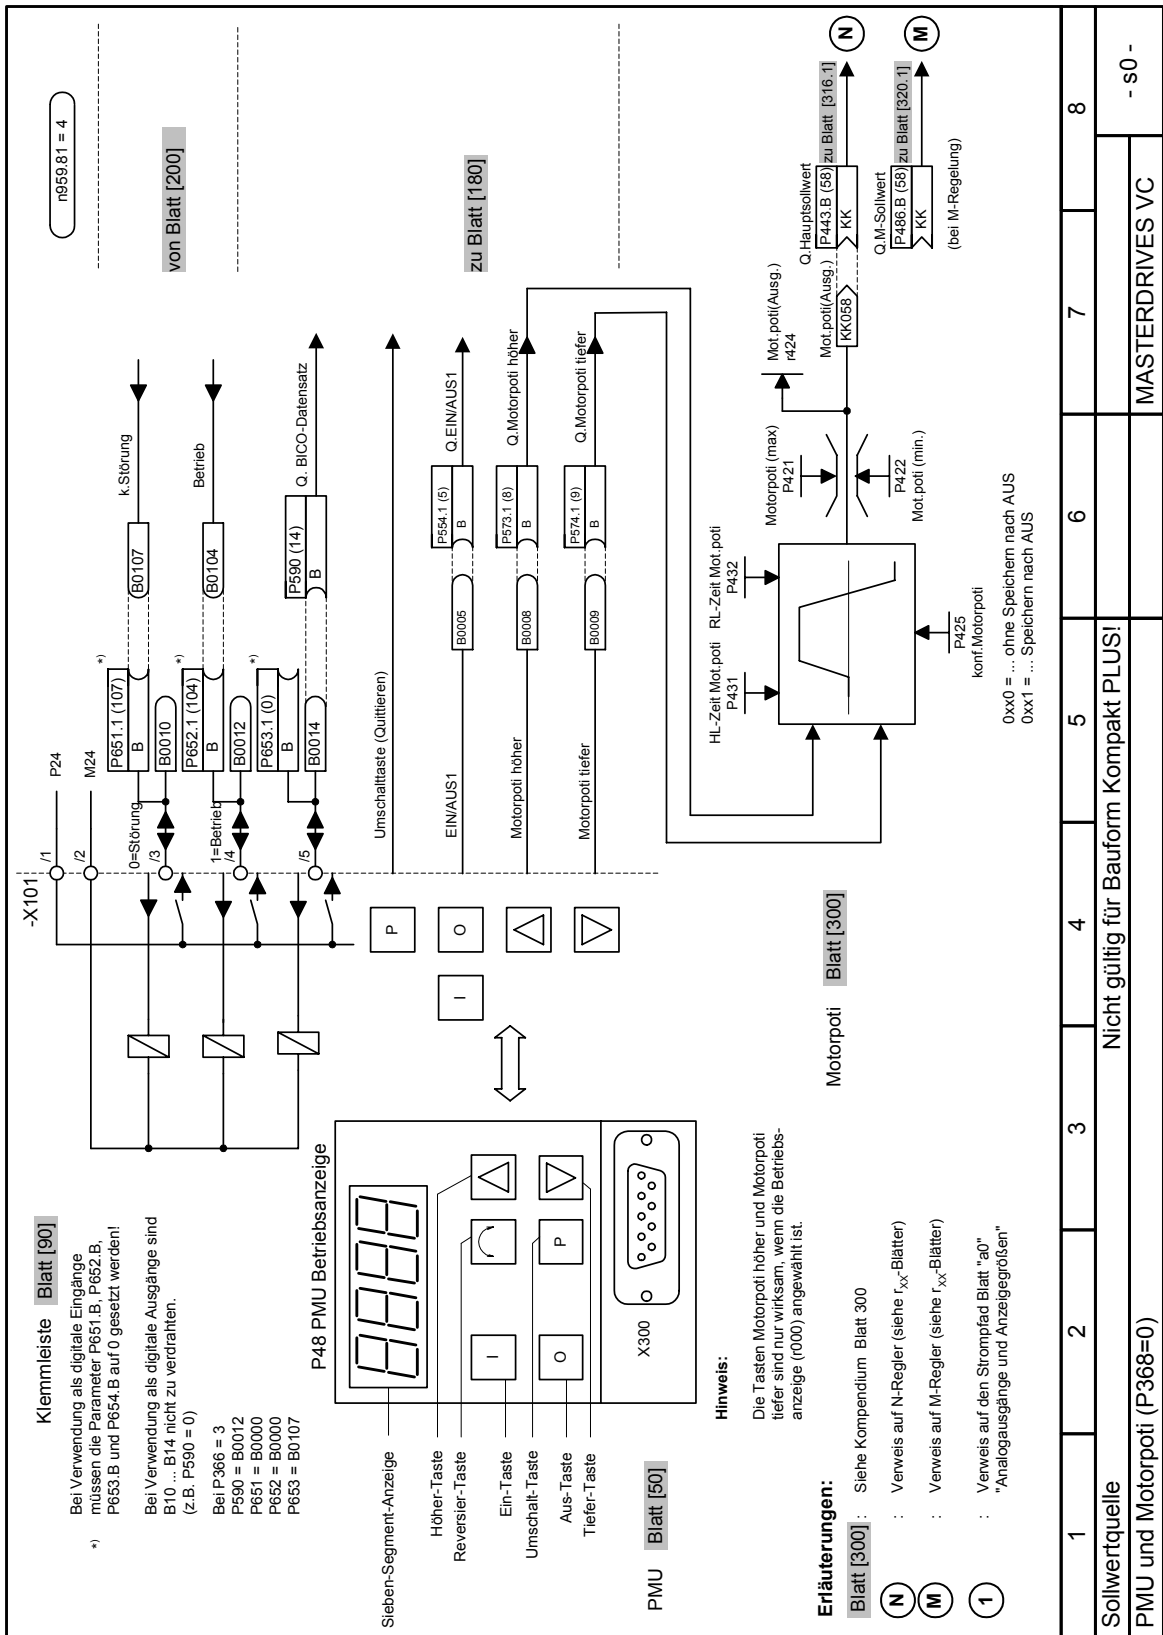 Klemmleiste Blatt [90]
*)
Bei Verwendung als digitale Eingänge
müssen die Parameter P651.B, P652.B,
P653.B und P654.B auf 0 gesetzt werden!
Bei Verwendung als digitale Ausgänge sind
B10 ... B14 nicht zu verdrahten.
(z.B. P590 = 0)
Bei P366 = 3
P590 = B0012
P651 = B0000
P652 = B0000
P653 = B0107
-X101
/1
P24
/2
M24
0=Störung
/3
P651.1 (107)
*)
B
B0010
B0107
k.Störung
1=Betrieb
/4
P652.1 (104)
*)
B
B0012
B0104
Betrieb
/5
P653.1 (0)
*)
B
B0014
P590 (14)
B
Q. BICO-Datensatz
n959.81 = 4
von Blatt [200]
zu Blatt [180]
P48 PMU Betriebsanzeige
Sieben-Segment-Anzeige
Höher-Taste
Reversier-Taste
Ein-Taste
Umschalt-Taste
Aus-Taste
Tiefer-Taste
I
O
P
X300
PMU Blatt [50]
P
I
O
Umschalttaste (Quittieren)
EIN/AUS1
B0005
P554.1 (5)
B
Q.EIN/AUS1
Motorpoti höher
B0008
P573.1 (8)
B
Q.Motorpoti höher
Motorpoti tiefer
B0009
P574.1 (9)
B
Q.Motorpoti tiefer
Hinweis:
Die Tasten Motorpoti höher und Motorpoti
tiefer sind nur wirksam, wenn die Betriebs-
anzeige (r000) angewählt ist.
Motorpoti Blatt [300]
HL-Zeit Mot.poti
P431
RL-Zeit Mot.poti
P432
P425
konf.Motorpoti
0xx0 = ... ohne Speichern nach AUS
0xx1 = ... Speichern nach AUS
Motorpoti (max)
P421
P422
Mot.poti (min.)
Mot.poti(Ausg.)
r424
Mot.poti(Ausg.)
KK058
Q.Hauptsollwert
P443.B (58)
KK
zu Blatt [316.1]
N
Q.M-Sollwert
P486.B (58)
KK
zu Blatt [320.1]
M
(bei M-Regelung)
Erläuterungen:
Blatt [300] : Siehe Kompendium Blatt 300
N : Verweis auf N-Regler (siehe rXX-Blätter)
M : Verweis auf M-Regler (siehe rXX-Blätter)
1 : Verweis auf den Strompfad Blatt "a0"
"Analogausgänge und Anzeigegrößen"
1 2 3 4 5 6 7 8
Sollwertquelle
Nicht gültig für Bauform Kompakt PLUS!
- s0 -
PMU und Motorpoti (P368=0)
MASTERDRIVES VC